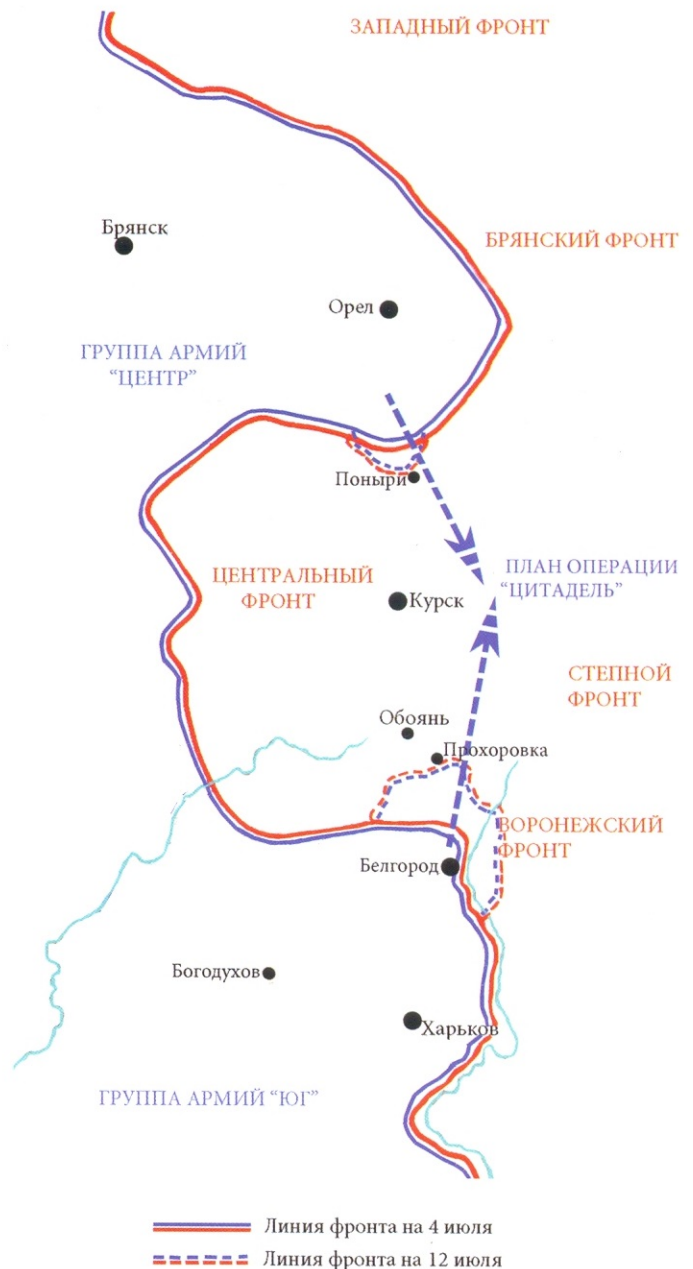 ЗАПАДНЫЙ ФРОНТ
Брянск
БРЯНСКИЙ ФРОНТ
Орел
ГРУППА АРМИЙ
“ЦЕНТР”
Поныри
ЦЕНТРАЛЬНЫЙ
ФРОНТ
Курск
ПЛАН ОПЕРАЦИИ
“ЦИТАДЕЛЬ”
СТЕПНОЙ
ФРОНТ
Обоянь
Прохоровка
ВОРОНЕЖСКИЙ
ФРОНТ
Белгород
Богодухов
Харьков
ГРУППА АРМИЙ “ЮГ”
Линия фронта на 4 июля
Линия фронта на 12 июля